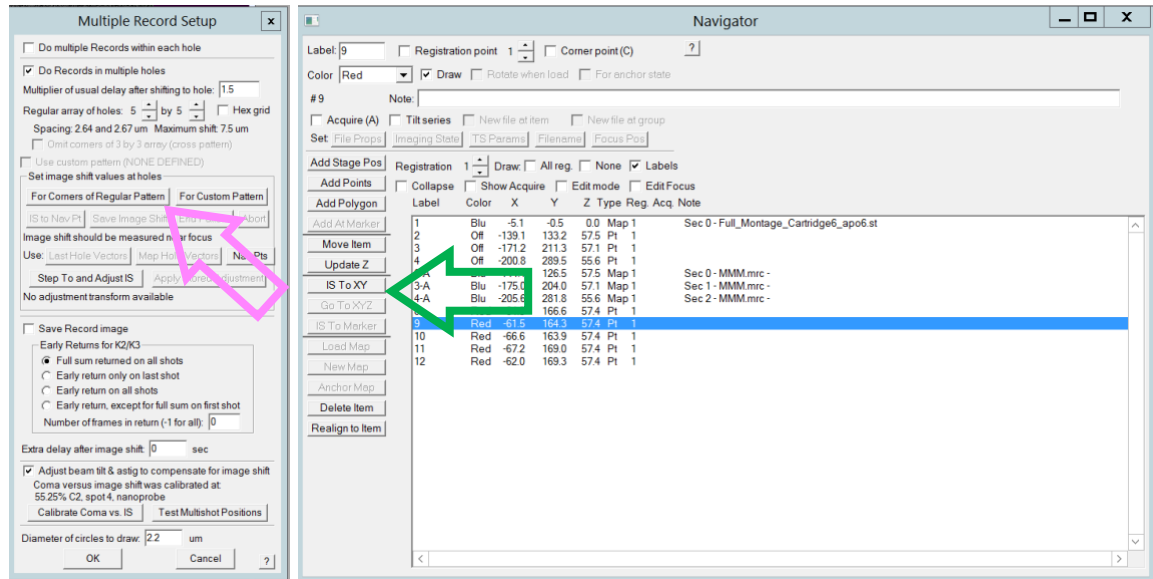 Multiple Record Setup
x
Do multiple Records within each hole
Do Records in multiple holes
Multiplier of usual delay after shifting to hole: 1.5
Regular array of holes: 5 by 5 Hex grid
Spacing: 2.64 and 2.67 um Maximum shift: 7.5 um
Omit corners of 3 by 3 array (cross pattern)
Use custom pattern (NONE DEFINED)
Set image shift values at holes
For Corners of Regular Pattern For Custom Pattern
IS to Nav Pt Save Image Shift Abort
Image shift should be measured near focus
Use: Last Hole Vectors Map Hole Vectors Nav Pts
Step To and Adjust IS Apply
No adjustment transform available
Save Record image
Early Returns for K2/K3
Full sum returned on all shots
Early return only on last shot
Early return on all shots
Early return, except for full sum on first shot
Number of frames in return (-1 for all): 0
Extra delay after image shift: 0 sec
Adjust beam tilt & astig to compensate for image shift
Coma versus image shift was calibrated at:
55.25% C2, spot 4, nanoprobe
Calibrate Coma vs. IS Test Multishot Positions
Diameter of circles to draw: 2.2 um
OK Cancel ?
Navigator
X
Label: 9 Registration point 1 Corner point (C) ?
Color Red Draw Rotate when load For anchor state
#9 Note:
Acquire (A) Tilt series New file at item New file at group
Set: File Props Imaging State TS Params Filename Focus Pos
Add Stage Pos Registration 1 Draw: All reg. None Labels
Add Points Collapse Show Acquire Edit mode Edit Focus
Add Polygon Label Color X Y Z Type Reg. Acq. Note
Add At Marker
Move Item
Update Z
IS To XY
Go To XYZ
IS To Marker
Load Map
New Map
Anchor Map
Delete Item
Realign to Item
1 Blu -5.1 -0.5 0.0 Map 1 Sec 0 - Full_Montage_Cartridge6_apo6.st
2 Off -139.1 133.2 57.5 Pt 1
3 Off -171.2 211.3 57.1 Pt 1
4 Off -200.8 289.5 55.6 Pt 1
126.5 57.5 Map 1 Sec 0 - MMM.mrc -
3-A Blu -175.0 204.0 57.1 Map 1 Sec 1 - MMM.mrc -
4-A Blu -205.6 281.8 55.6 Map 1 Sec 2 - MMM.mrc -
166.6 57.4 Pt 1
9 Red -61.5 164.3 57.4 Pt 1
10 Red -66.6 163.9 57.4 Pt 1
11 Red -67.2 169.0 57.4 Pt 1
12 Red -62.0 169.3 57.4 Pt 1